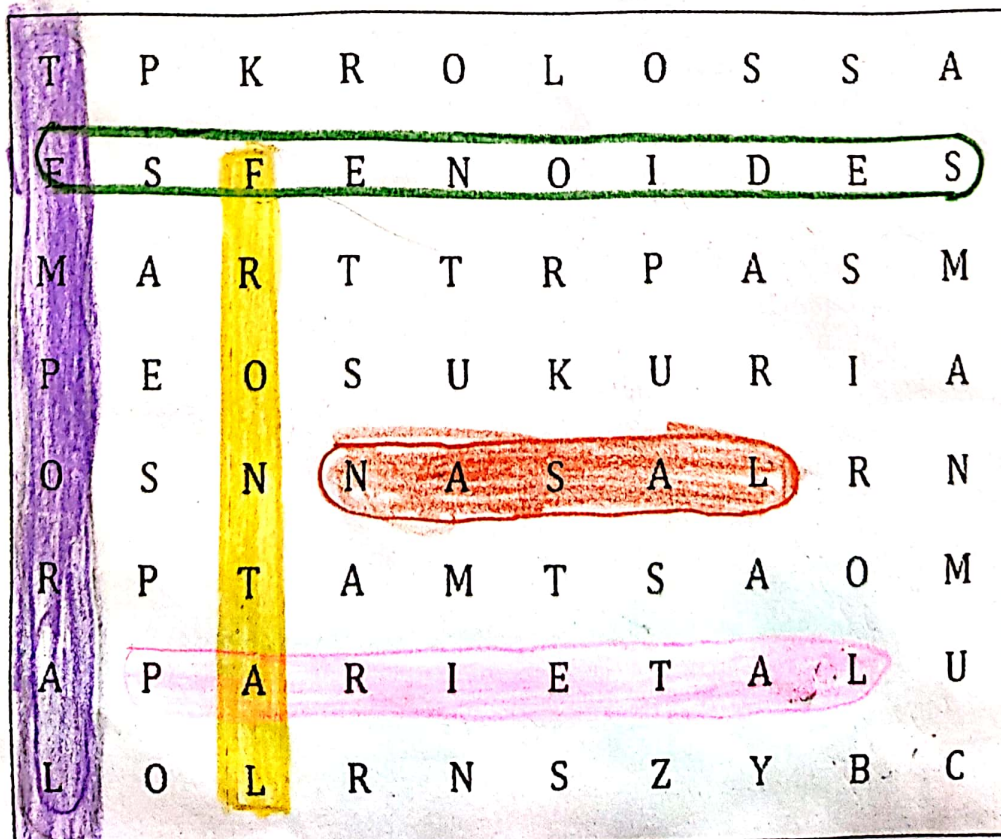 T P K R O L O S S A
E S F E N O I D E S
M A R T T R P A S M
P E O S U K U R I A
O S N N A S A L R N
R P T A M T S A O M
A P A R I E T A L U
L O L R N S Z Y B C